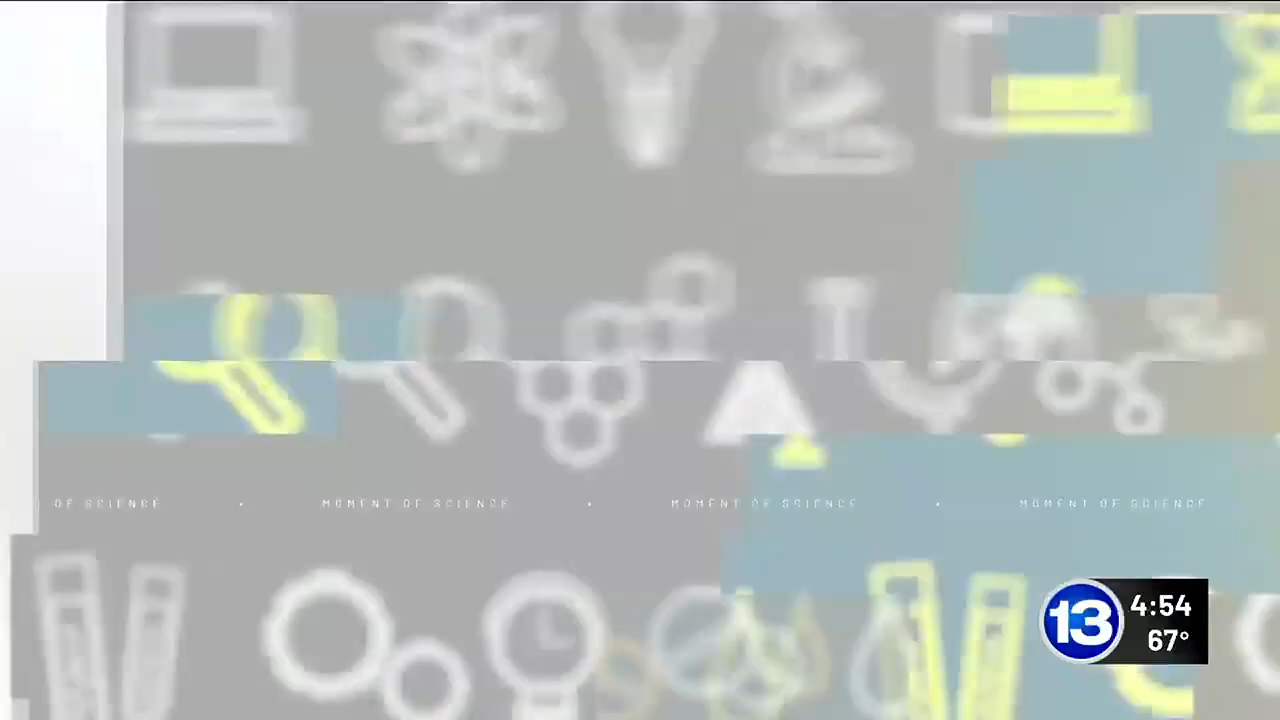 OF SCIENCE • MOMENT OF SCIENCE • MOMENT OF SCIENCE • MOMENT OF SCIENCE
13 4:54
67°